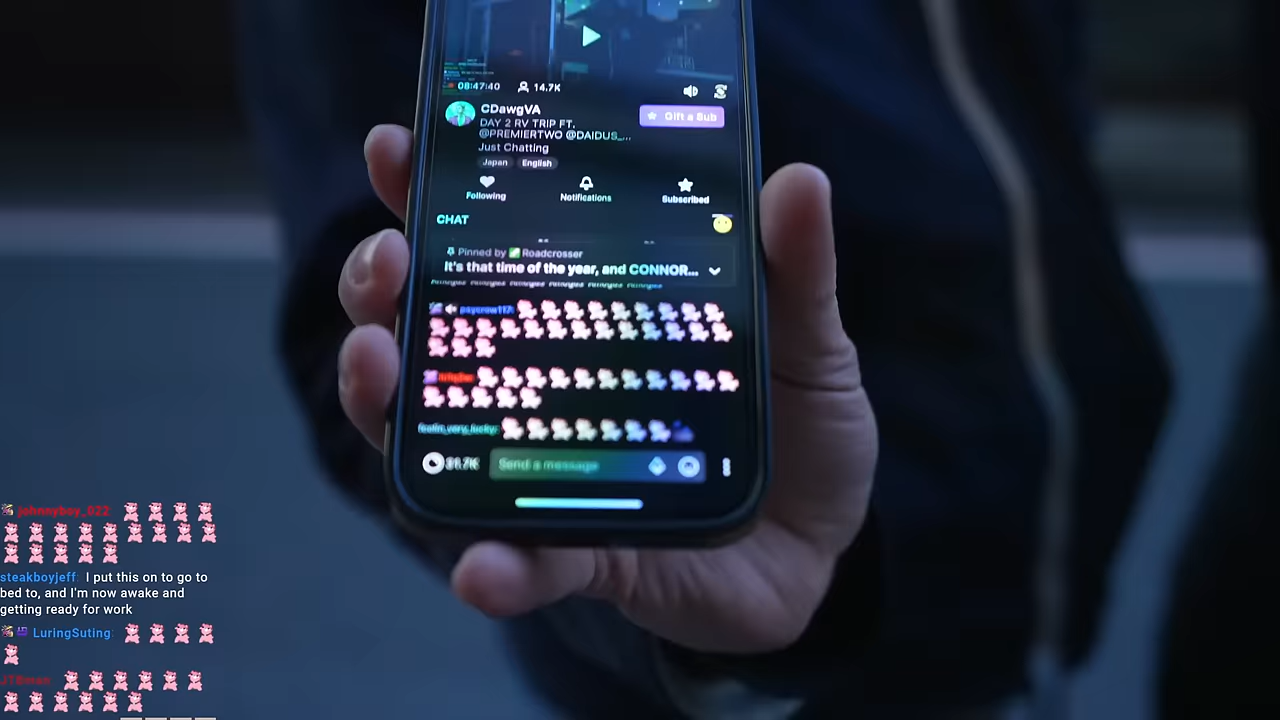 08:47:40 14.7K
CDawgVA
Gift a Sub
DAY 2 RV TRIP FT.
@PREMIERTWO @DAIDUS_...
Just Chatting
Japan English
Following Notifications Subscribed
CHAT
Pinned by Roadcrosser
It's that time of the year, and CONNOR...
psycrow117:
feelin_very_lucky:
Send a message
johnnyboy_022
steakboyjeff: I put this on to go to
bed to, and I'm now awake and
getting ready for work
LuringSuting: